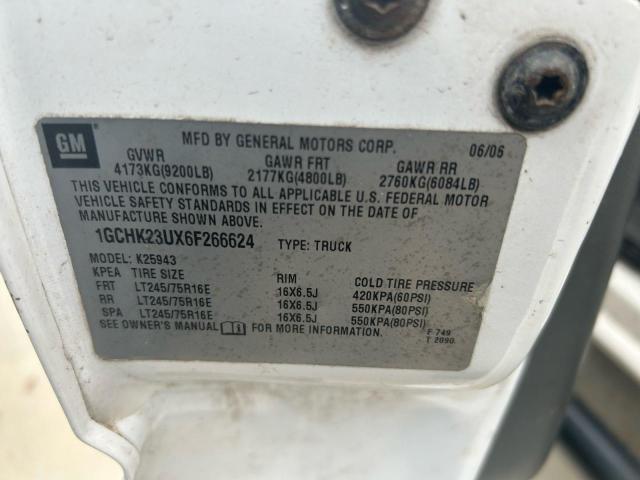 GM
MFD BY GENERAL MOTORS CORP. 06/06
GVWR GAWR FRT GAWR RR
4173KG(9200LB) 2177KG(4800LB) 2760KG(6084LB)
THIS VEHICLE CONFORMS TO ALL APPLICABLE U.S. FEDERAL MOTOR
VEHICLE SAFETY STANDARDS IN EFFECT ON THE DATE OF
MANUFACTURE SHOWN ABOVE.
1GCHK23UX6F266624 TYPE: TRUCK
MODEL: K25943
KPEA TIRE SIZE RIM COLD TIRE PRESSURE
FRT LT245/75R16E 16X6.5J 420KPA(60PSI)
RR LT245/75R16E 16X6.5J 550KPA(80PSI)
SPA LT245/75R16E 16X6.5J 550KPA(80PSI)
SEE OWNER'S MANUAL FOR MORE INFORMATION. F 749
T 2090